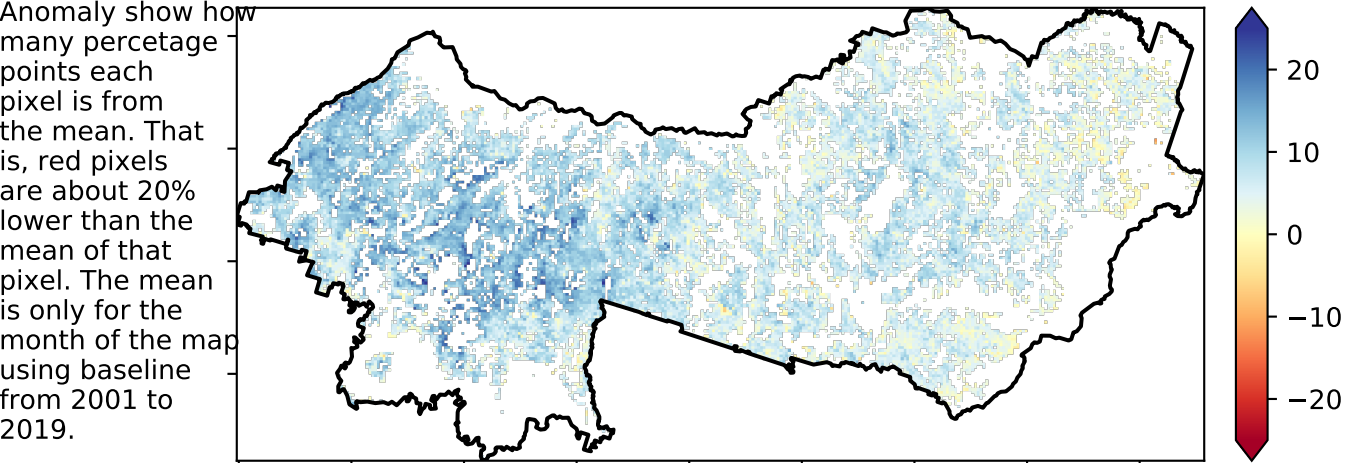 Anomaly show how
many percetage
points each
pixel is from
the mean. That
is, red pixels
are about 20%
lower than the
mean of that
pixel. The mean
is only for the
month of the map
using baseline
from 2001 to
2019.
20
10
0
−10
−20